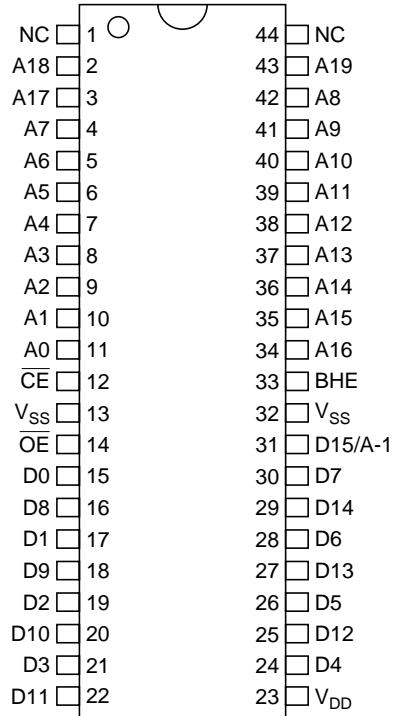 NC 1 44 NC
A18 2 43 A19
A17 3 42 A8
A7 4 41 A9
A6 5 40 A10
A5 6 39 A11
A4 7 38 A12
A3 8 37 A13
A2 9 36 A14
A1 10 35 A15
A0 11 34 A16
C̅E̅ 12 33 BHE
VSS 13 32 VSS
O̅E̅ 14 31 D15/A-1
D0 15 30 D7
D8 16 29 D14
D1 17 28 D6
D9 18 27 D13
D2 19 26 D5
D10 20 25 D12
D3 21 24 D4
D11 22 23 VDD